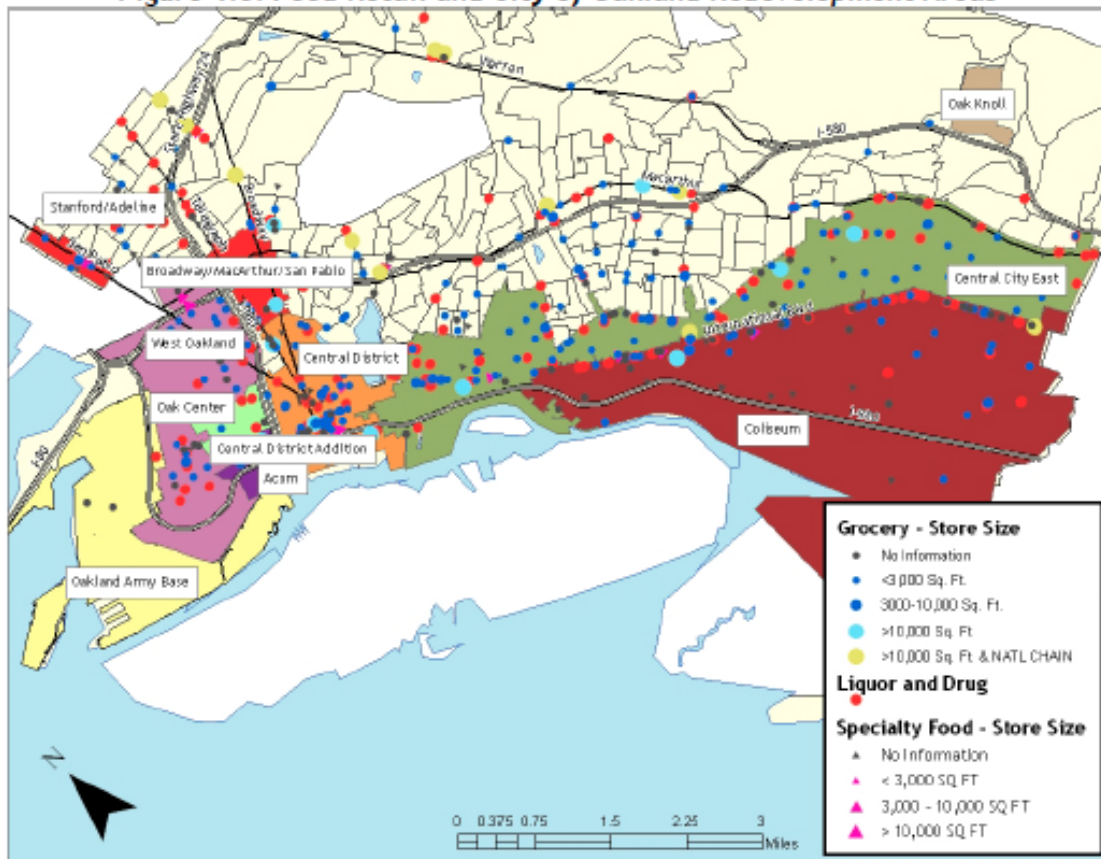 Oak Knoll
I-580
Macarthur
Stanford/Adeline
Broadway/MacArthur/San Pablo
Central City East
West Oakland
Central District
Oak Center
Coliseum
Central District Addition
Acorn
I-80
Oakland Army Base
Grocery - Store Size
No Information
<3,000 Sq. Ft.
3000-10,000 Sq. Ft.
>10,000 Sq. Ft
>10,000 Sq. Ft & NATL CHAIN
Liquor and Drug
Specialty Food - Store Size
No Information
< 3,000 SQ FT
3,000 - 10,000 SQ FT
> 10,000 SQ FT
N
0 0.375 0.75 1.5 2.25 3
Miles